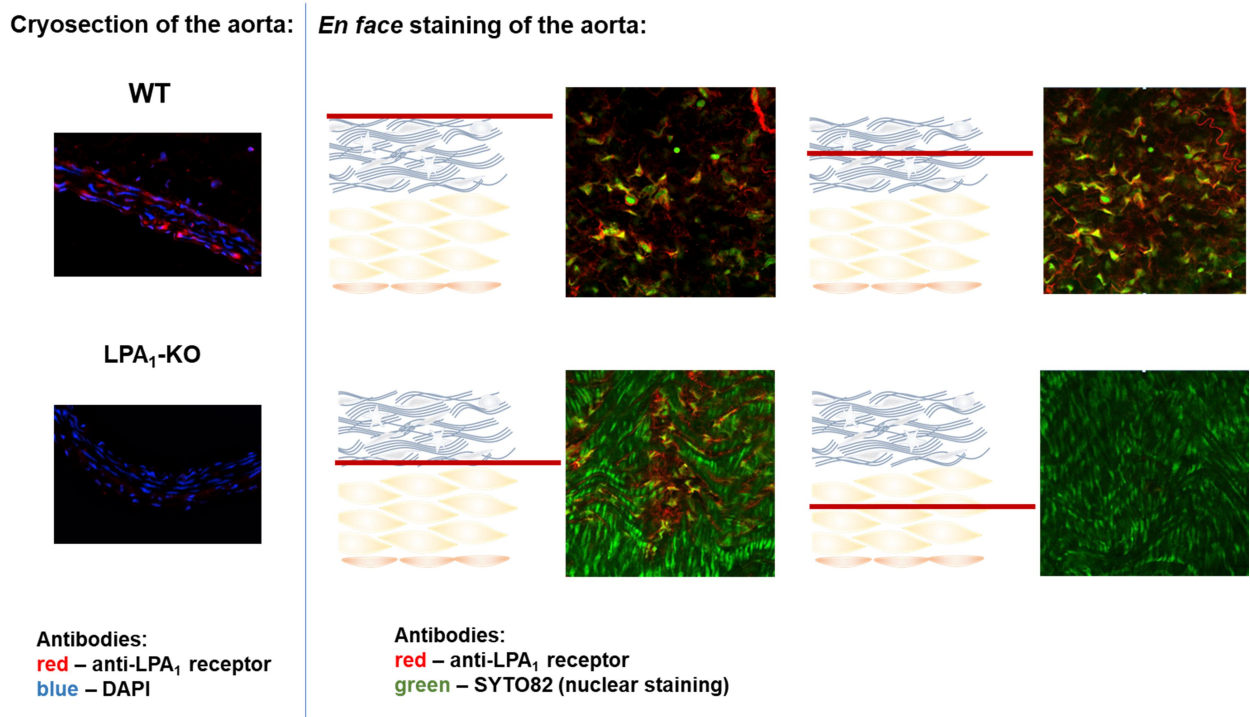 Cryosection of the aorta:
En face staining of the aorta:
WT
LPA₁-KO
Antibodies:
red – anti-LPA₁ receptor
blue – DAPI
Antibodies:
red – anti-LPA₁ receptor
green – SYTO82 (nuclear staining)